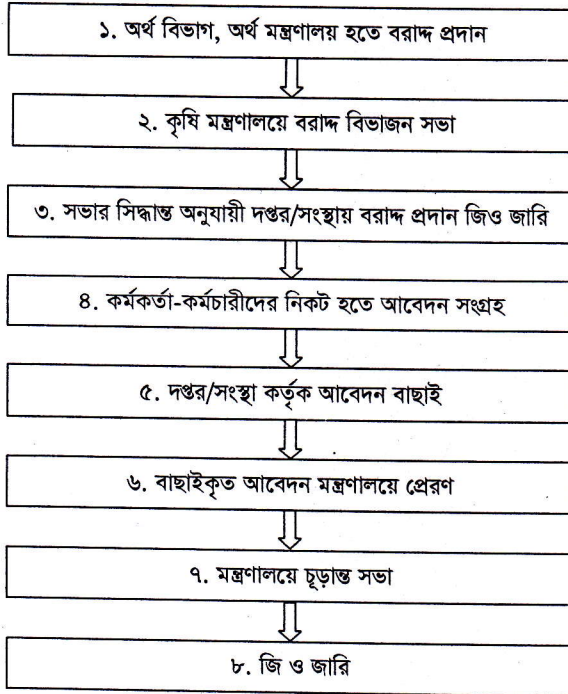 ১. অর্থ বিভাগ, অর্থ মন্ত্রণালয় হতে বরাদ্দ প্রদান
২. কৃষি মন্ত্রণালয়ে বরাদ্দ বিভাজন সভা
৩. সভার সিদ্ধান্ত অনুযায়ী দপ্তর/সংস্থায় বরাদ্দ প্রদান জিও জারি
৪. কর্মকর্তা-কর্মচারীদের নিকট হতে আবেদন সংগ্রহ
৫. দপ্তর/সংস্থা কর্তৃক আবেদন বাছাই
৬. বাছাইকৃত আবেদন মন্ত্রণালয়ে প্রেরণ
৭. মন্ত্রণালয়ে চূড়ান্ত সভা
৮. জি ও জারি